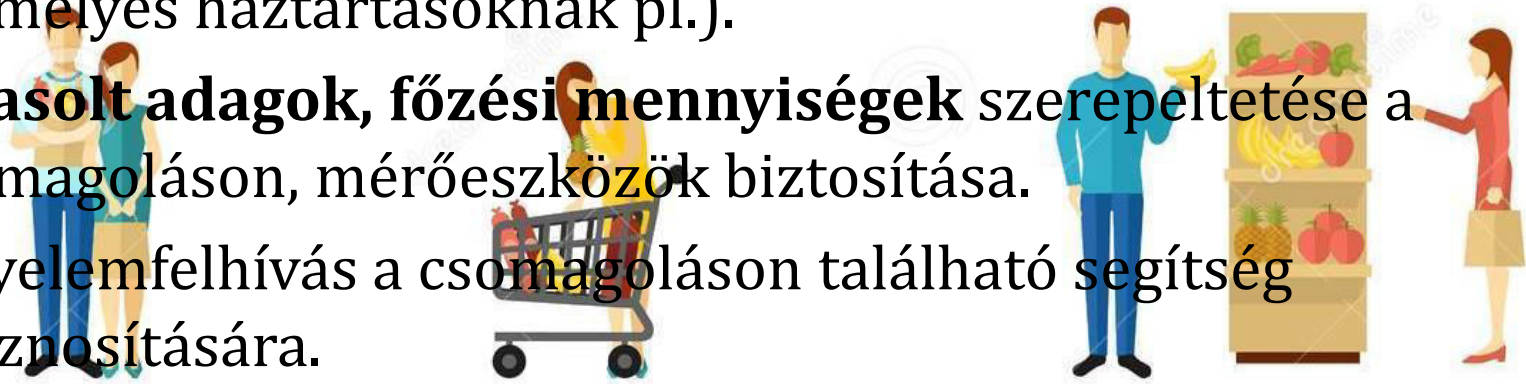 melyes háztartásoknak pl.).
asolt adagok, főzési mennyiségek szerepeltetése a
magoláson, mérőeszközök biztosítása.
yelemfelhívás a csomagoláson található segítség
znosítására.